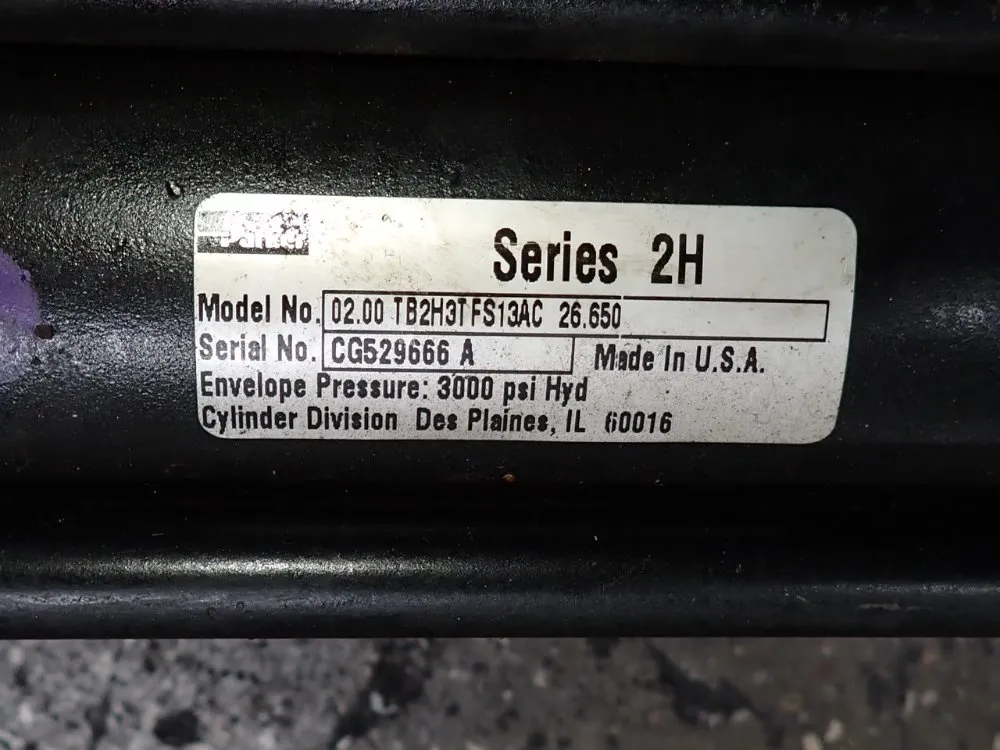 Parker
Series 2H
Model No. 02.00 TB2H3TFS13AC 26.650
Serial No. CG529666 A Made In U.S.A.
Envelope Pressure: 3000 psi Hyd
Cylinder Division Des Plaines, IL 60016